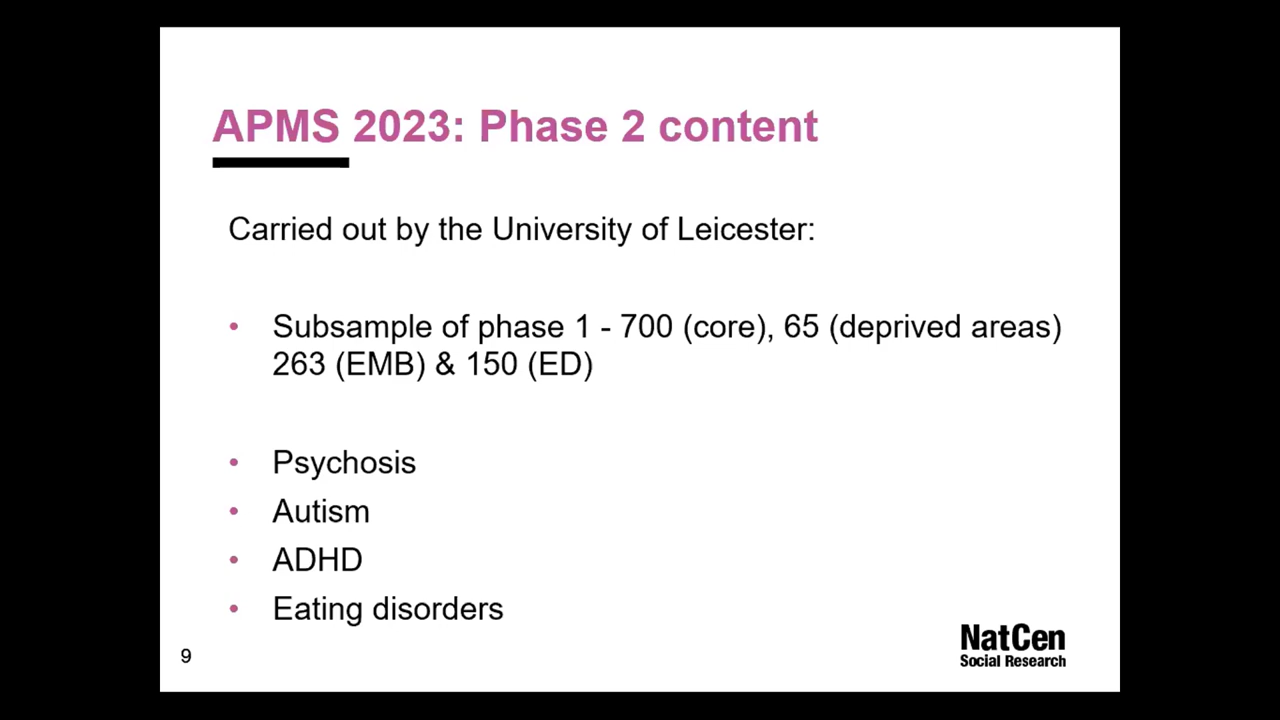 APMS 2023: Phase 2 content
Carried out by the University of Leicester:
• Subsample of phase 1 - 700 (core), 65 (deprived areas)
263 (EMB) & 150 (ED)
• Psychosis
• Autism
• ADHD
• Eating disorders
9
NatCen
Social Research